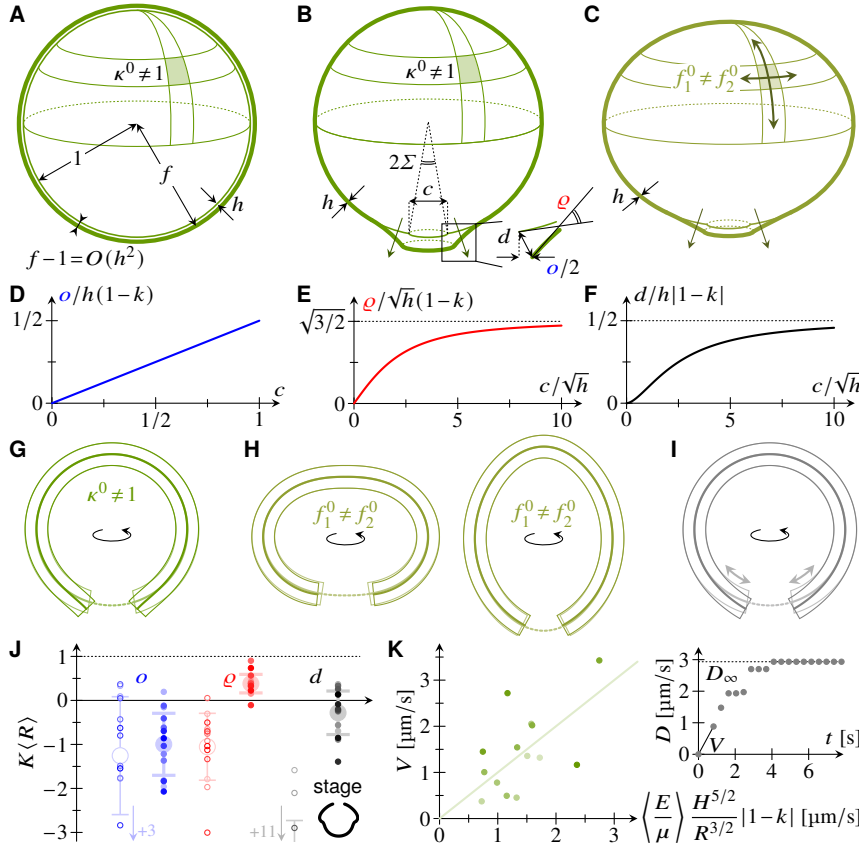 A
κ⁰ ≠ 1
1
f
h
f − 1 = O(h²)
B
κ⁰ ≠ 1
2Σ
c
h
d
ϱ
o/2
C
f₁⁰ ≠ f₂⁰
h
D
o/h(1−k)
1/2
0
0
1/2
1
c
E
ϱ/√h(1−k)
√3/2
0
0
5
10
c/√h
F
d/h|1−k|
1/2
0
0
5
10
c/√h
G
κ⁰ ≠ 1
H
f₁⁰ ≠ f₂⁰
f₁⁰ ≠ f₂⁰
I
J
K⟨R⟩
1
0
−1
−2
−3
o
ϱ
d
+3
+11
stage
K
V [µm/s]
3
2
1
0
0
1
2
3
⟨E/μ⟩ H^{5/2}/R^{3/2} |1−k| [µm/s]
D [µm/s]
3
2
1
0
D∞
V
t [s]
0
2
4
6